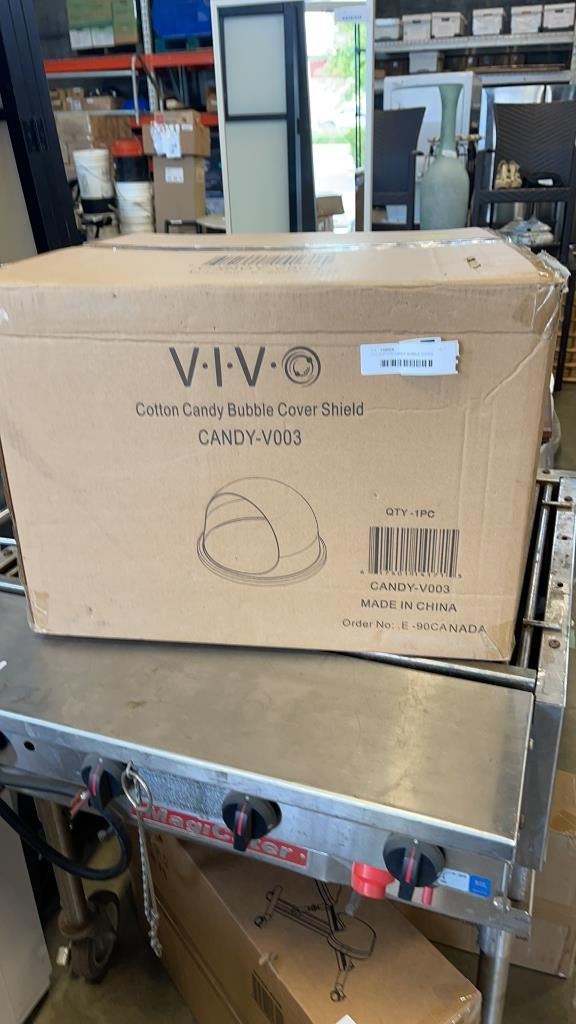 V·I·V·O
Cotton Candy Bubble Cover Shield
CANDY-V003
QTY -1PC
CANDY-V003
MADE IN CHINA
Order No: .E -90CANADA
MagiCater